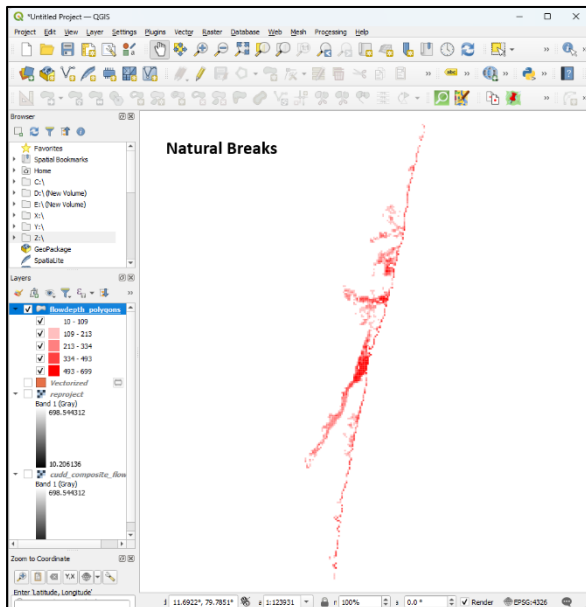 *Untitled Project — QGIS
Project Edit View Layer Settings Plugins Vector Raster Database Web Mesh Processing Help
Browser
Favorites
Spatial Bookmarks
Home
C:\
D:\ (New Volume)
E:\ (New Volume)
X:\
Y:\
Z:\
GeoPackage
SpatiaLite
Natural Breaks
Layers
flowdepth_polygons
10 - 109
109 - 213
213 - 334
334 - 493
493 - 699
Vectorized
reproject
Band 1 (Gray)
698.544312
10.206136
cudd_composite_flow
Band 1 (Gray)
698.544312
Zoom to Coordinate
Y,X
Enter 'Latitude, Longitude'
11.6922°, 79.7851° 1:123931 100% 0.0° Render EPSG:4326